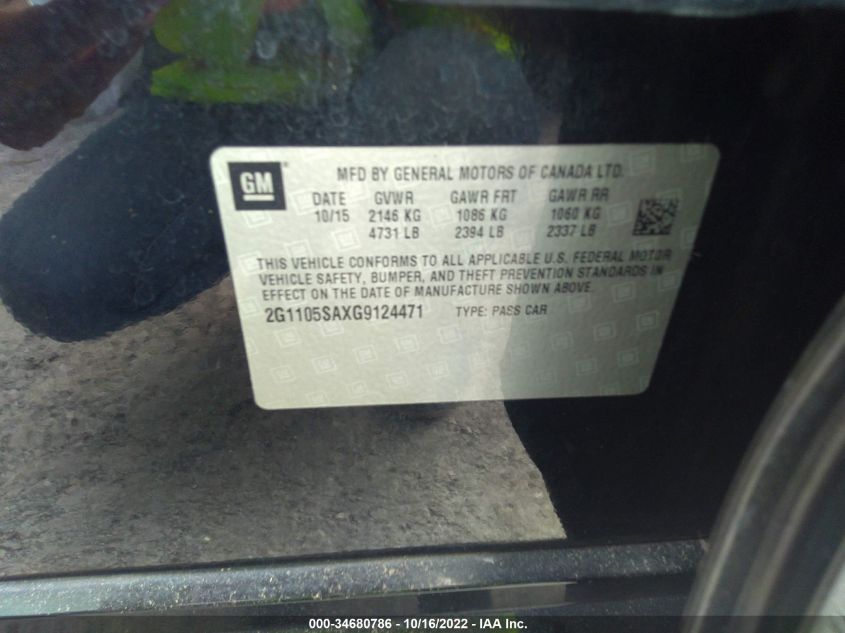 GM
MFD BY GENERAL MOTORS OF CANADA LTD.
DATE GVWR GAWR FRT GAWR RR
10/15 2146 KG 1086 KG 1060 KG
4731 LB 2394 LB 2337 LB
THIS VEHICLE CONFORMS TO ALL APPLICABLE U.S. FEDERAL MOTOR
VEHICLE SAFETY, BUMPER, AND THEFT PREVENTION STANDARDS IN
EFFECT ON THE DATE OF MANUFACTURE SHOWN ABOVE.
2G1105SAXG9124471 TYPE: PASS CAR
000-34680786 - 10/16/2022 - IAA Inc.